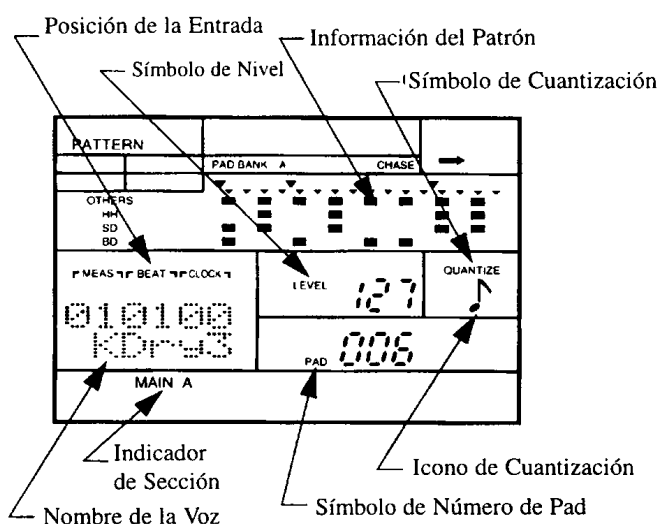 Posición de la Entrada
Información del Patrón
Símbolo de Nivel
Símbolo de Cuantización
PATTERN
PAD BANK A CHASE
OTHERS
HH
SD
BD
MEAS BEAT CLOCK
LEVEL
127
QUANTIZE
010100
KDry3
PAD 006
MAIN A
Indicador
de Sección
Icono de Cuantización
Nombre de la Voz
Símbolo de Número de Pad